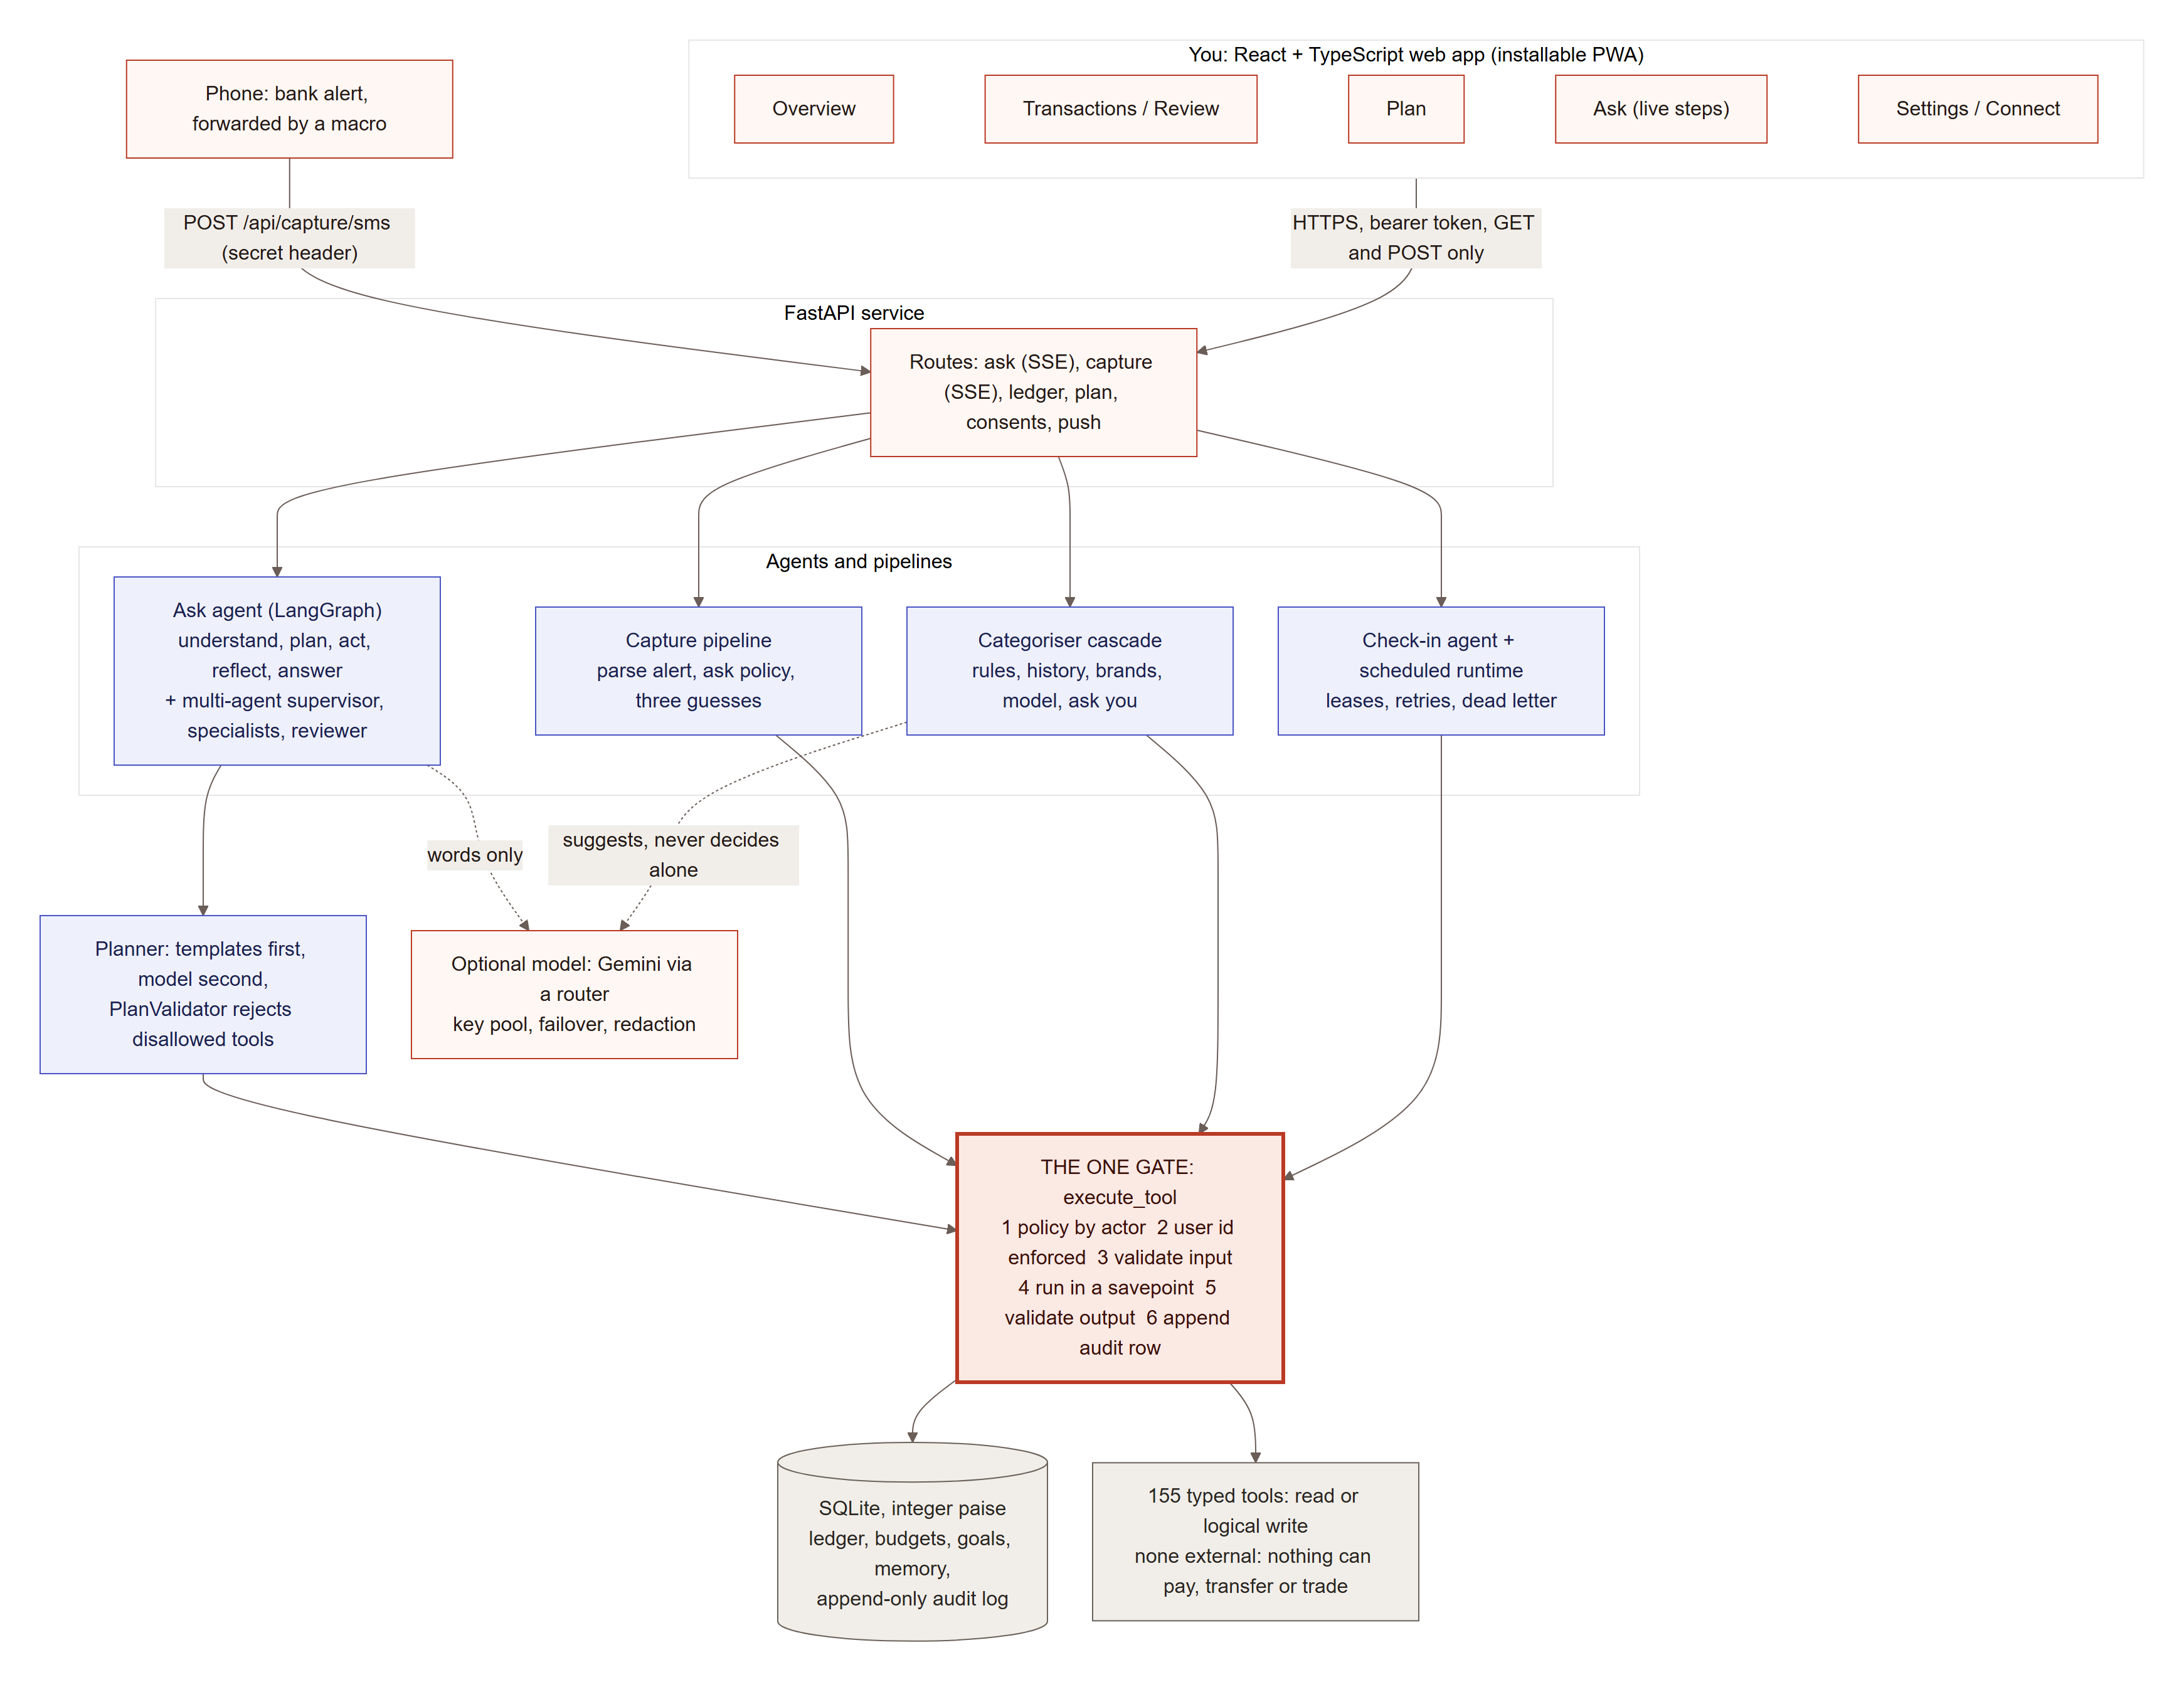 You: React + TypeScript web app (installable PWA)
Phone: bank alert,
forwarded by a macro
Overview
Transactions / Review
Plan
Ask (live steps)
Settings / Connect
POST /api/capture/sms
(secret header)
HTTPS, bearer token, GET
and POST only
FastAPI service
Routes: ask (SSE), capture
(SSE), ledger, plan,
consents, push
Agents and pipelines
Ask agent (LangGraph)
understand, plan, act,
reflect, answer
+ multi-agent supervisor,
specialists, reviewer
Capture pipeline
parse alert, ask policy,
three guesses
Categoriser cascade
rules, history, brands,
model, ask you
Check-in agent +
scheduled runtime
leases, retries, dead letter
words only
suggests, never decides
alone
Planner: templates first,
model second,
PlanValidator rejects
disallowed tools
Optional model: Gemini via
a router
key pool, failover, redaction
THE ONE GATE:
execute_tool
1 policy by actor 2 user id
enforced 3 validate input
4 run in a savepoint 5
validate output 6 append
audit row
SQLite, integer paise
ledger, budgets, goals,
memory,
append-only audit log
155 typed tools: read or
logical write
none external: nothing can
pay, transfer or trade